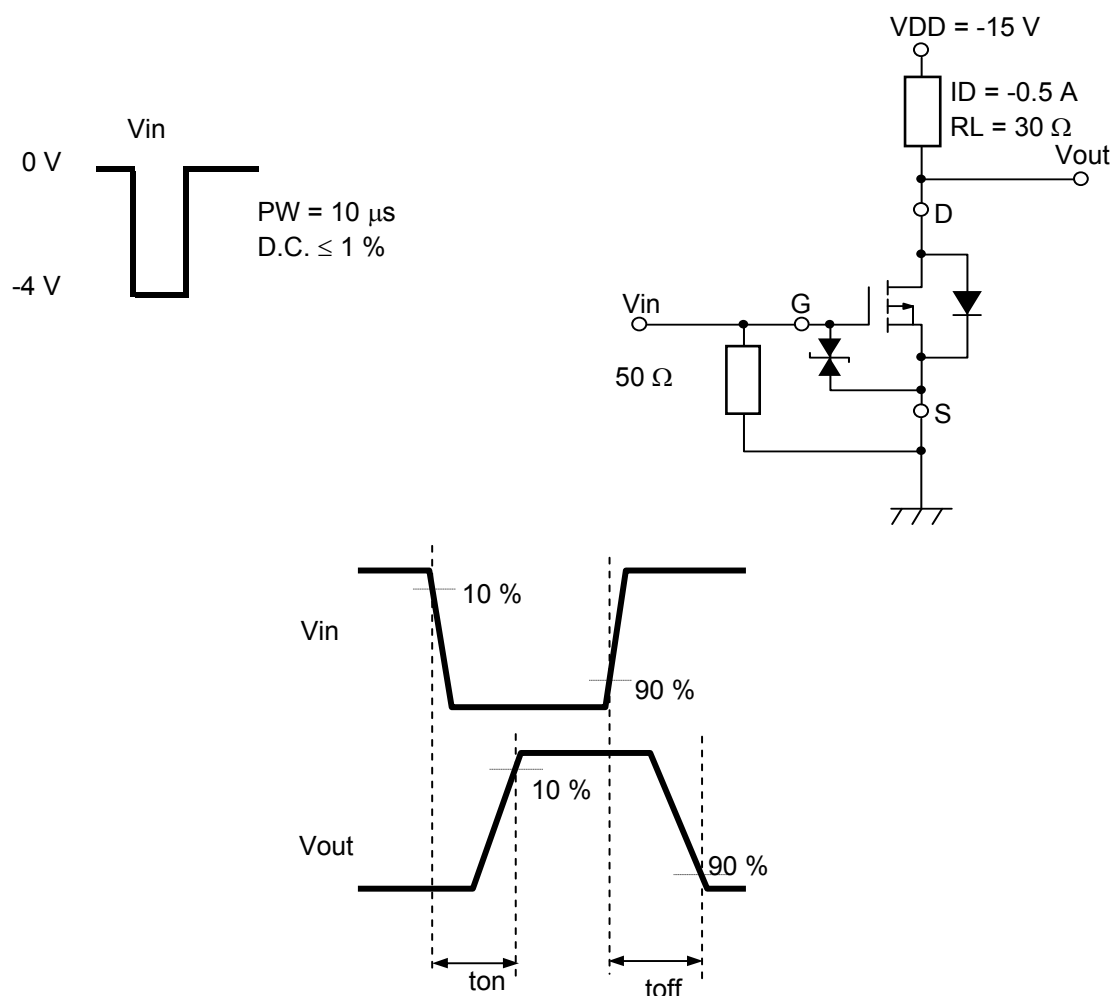 VDD = -15 V
ID = -0.5 A
RL = 30 Ω
Vout
Vin
0 V
PW = 10 μs
D.C. ≤ 1 %
-4 V
D
Vin
G
50 Ω
S
10 %
Vin
90 %
10 %
Vout
90 %
ton
toff